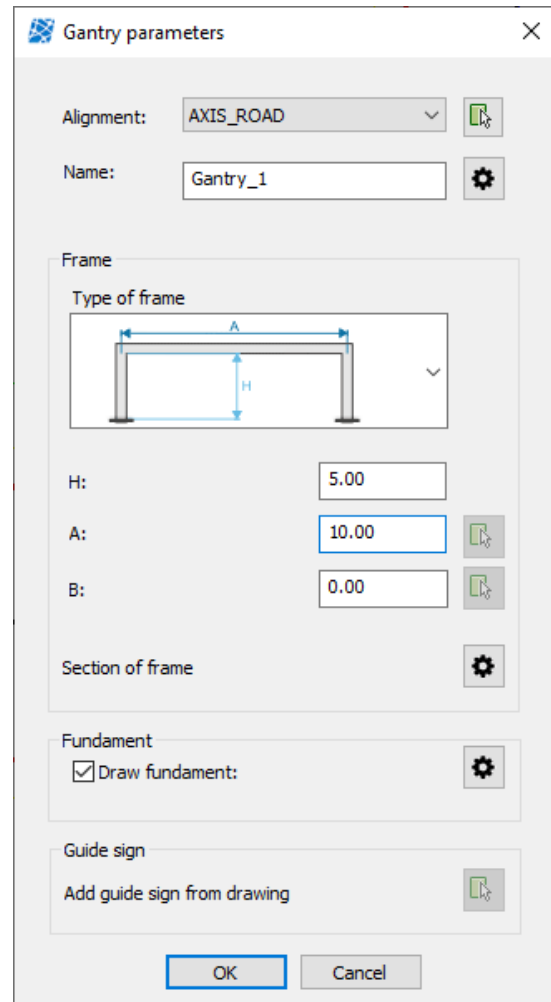 Gantry parameters
Alignment: AXIS_ROAD
Name: Gantry_1
Frame
Type of frame
A
H
H: 5.00
A: 10.00
B: 0.00
Section of frame
Fundament
Draw fundament:
Guide sign
Add guide sign from drawing
OK Cancel